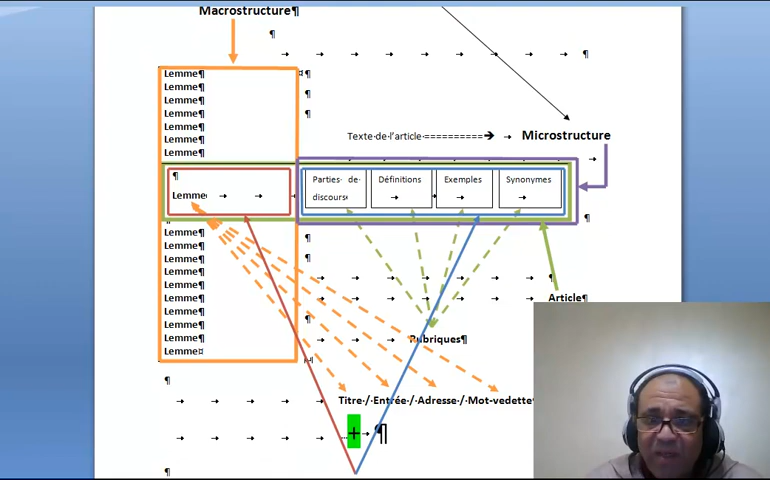 Macrostructure¶
¶
¶
Lemme¶
¶
Lemme¶
¶
Lemme¶
Lemme¶
¶
Lemme¶
Lemme¶
Lemme¶
Texte·de·l'article·==========➔ Microstructure
¶
Lemme
Parties· de· discours
Définitions
Exemples
Synonymes
¶
Lemme¶
¶
Lemme¶
Lemme¶
¶
Lemme¶
Lemme¶
¶
Lemme¶
Article¶
Lemme¶
¶
Lemme¶
Lemme¶
Rubriques¶
Lemme¤
¶
Titre·/·Entrée·/·Adresse·/·Mot-vedette
+ ¶
¶